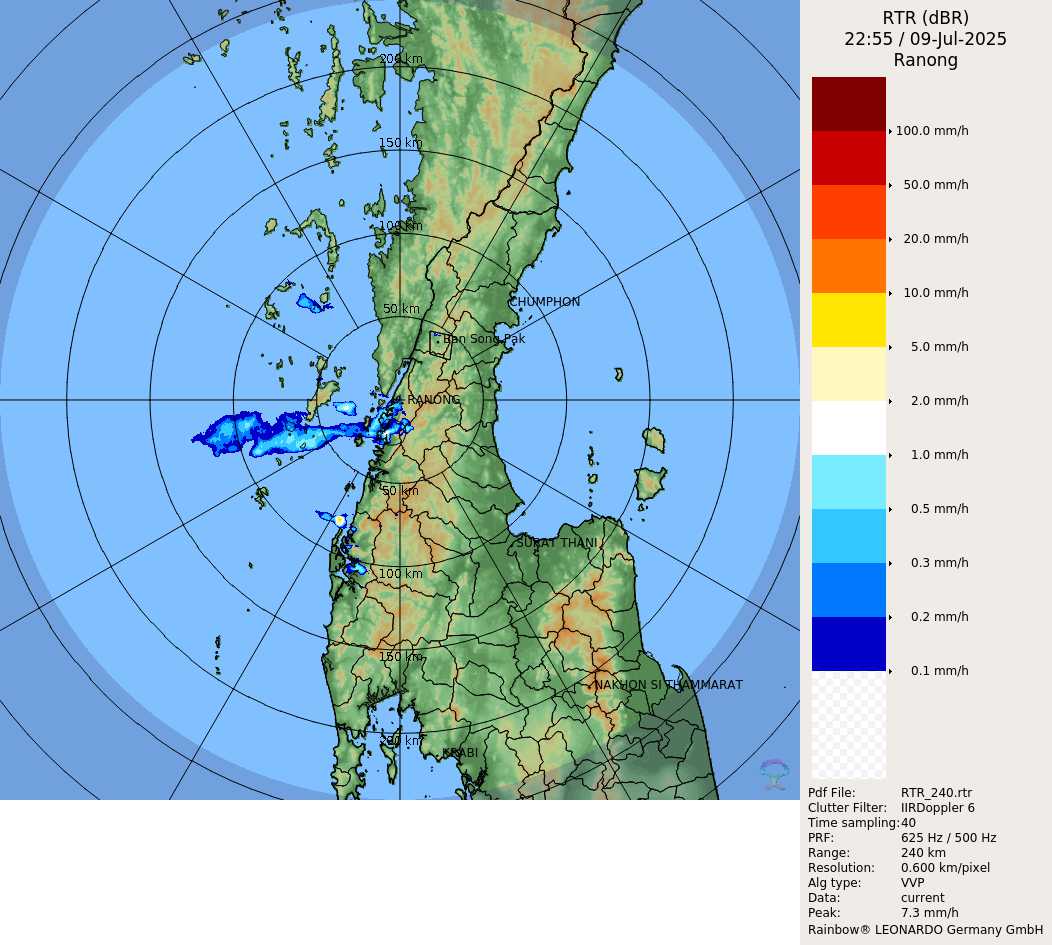 RTR (dBR)
22:55 / 09-Jul-2025
Ranong
100.0 mm/h
50.0 mm/h
20.0 mm/h
10.0 mm/h
5.0 mm/h
2.0 mm/h
1.0 mm/h
0.5 mm/h
0.3 mm/h
0.2 mm/h
0.1 mm/h
Pdf File: RTR_240.rtr
Clutter Filter: IIRDoppler 6
Time sampling: 40
PRF: 625 Hz / 500 Hz
Range: 240 km
Resolution: 0.600 km/pixel
Alg type: VVP
Data: current
Peak: 7.3 mm/h
Rainbow® LEONARDO Germany GmbH
200 km
150 km
100 km
50 km
CHUMPHON
Ban Song Pak
RANONG
50 km
SURAT THANI
100 km
150 km
NAKHON SI THAMMARAT
200 km
KRABI